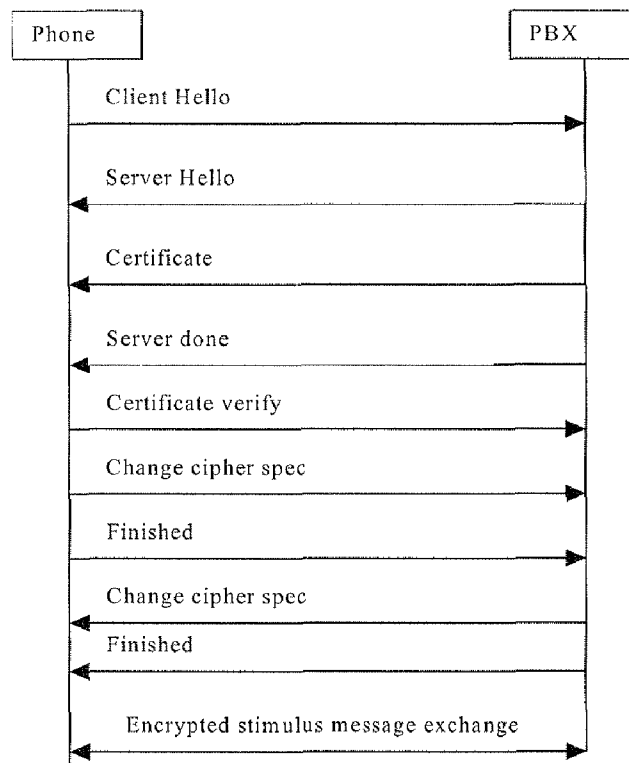 Phone PBX
Client Hello
Server Hello
Certificate
Server done
Certificate verify
Change cipher spec
Finished
Change cipher spec
Finished
Encrypted stimulus message exchange